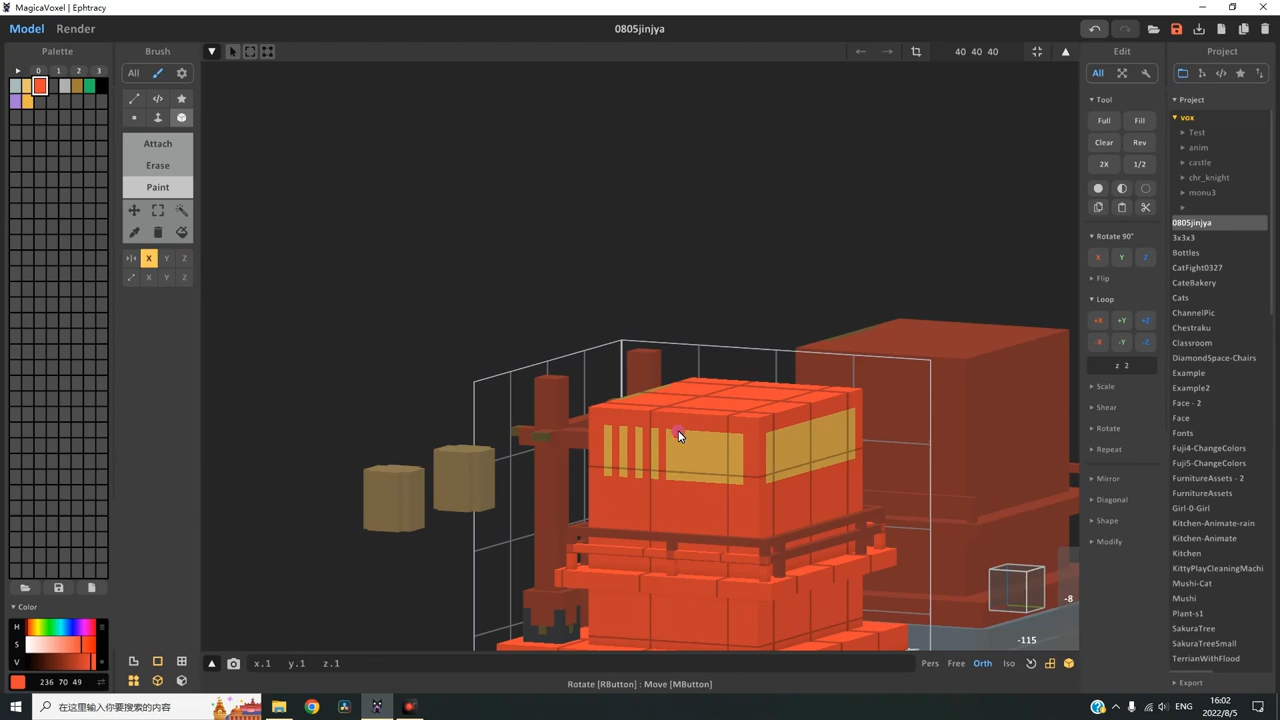 MagicaVoxel | Ephtracy
Model Render
0805jinjya
Palette
0 1 2 3
Color
H
S
V
236 70 49
Brush
All
Attach
Erase
Paint
X Y Z
X Y Z
40 40 40
-8
-115
x.1 y.1 z.1
Pers Free Orth Iso
Rotate [RButton] : Move [MButton]
Edit
All
Tool
Full Fill
Clear Rev
2X 1/2
Rotate 90°
X Y Z
Flip
Loop
+X +Y +Z
-X -Y -Z
z 2
Scale
Shear
Rotate
Repeat
Mirror
Diagonal
Shape
Modify
Project
Project
vox
Test
anim
castle
chr_knight
monu3
0805jinjya
3x3x3
Bottles
CatFight0327
CateBakery
Cats
ChannelPic
Chestraku
Classroom
DiamondSpace-Chairs
Example
Example2
Face - 2
Face
Fonts
Fuji4-ChangeColors
Fuji5-ChangeColors
FurnitureAssets - 2
FurnitureAssets
Girl-0-Girl
Kitchen-Animate-rain
Kitchen-Animate
Kitchen
KittyPlayCleaningMachi
Mushi-Cat
Mushi
Plant-s1
SakuraTree
SakuraTreeSmall
TerrianWithFlood
Export
在这里输入你要搜索的内容
ENG
16:02
2022/8/5